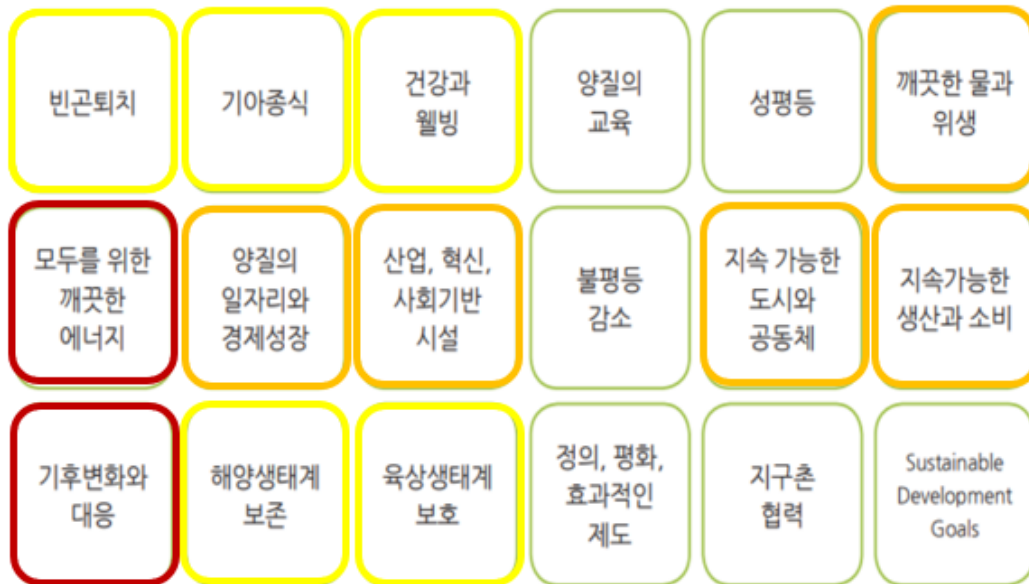 빈곤퇴치
기아종식
건강과
웰빙
양질의
교육
성평등
깨끗한 물과
위생
모두를 위한
깨끗한
에너지
양질의
일자리와
경제성장
산업, 혁신,
사회기반
시설
불평등
감소
지속 가능한
도시와
공동체
지속가능한
생산과 소비
기후변화와
대응
해양생태계
보존
육상생태계
보호
정의, 평화,
효과적인
제도
지구촌
협력
Sustainable
Development
Goals